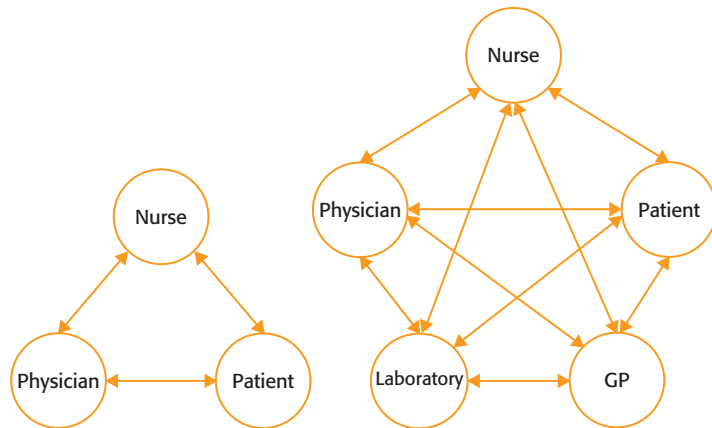 Nurse
Physician
Patient
Nurse
Physician
Patient
Laboratory
GP